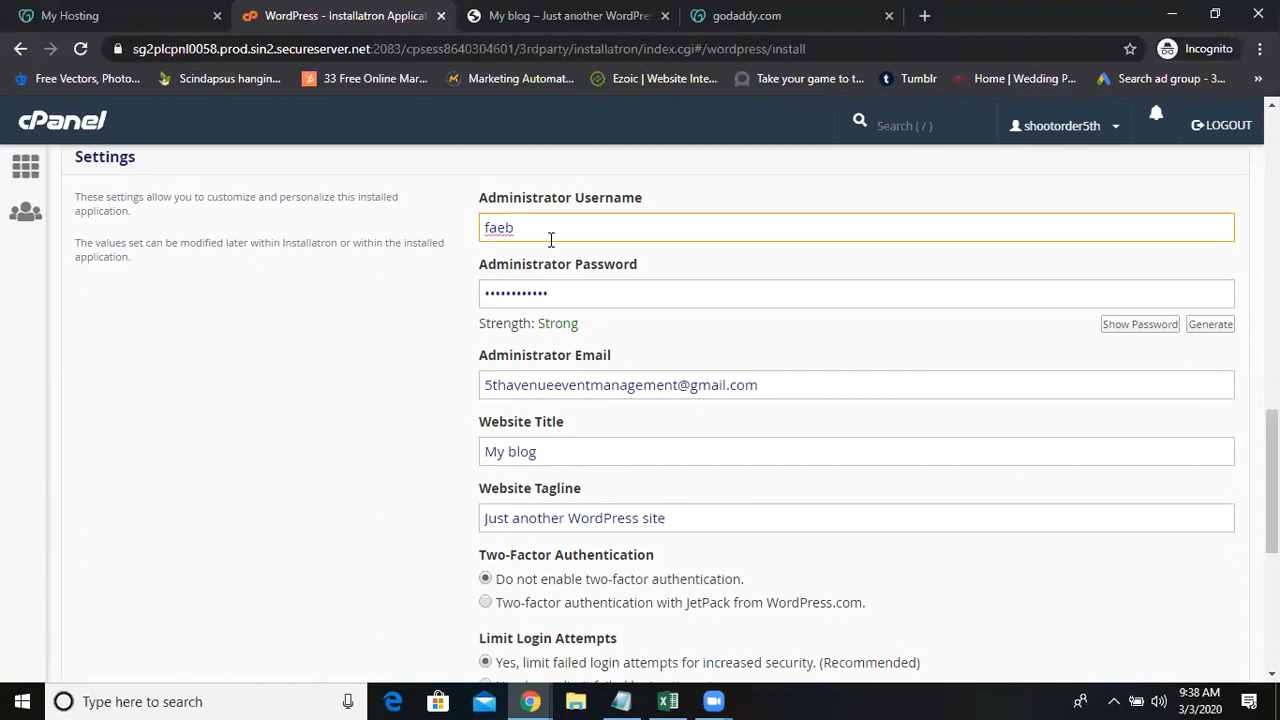 My Hosting
WordPress - Installatron Applicat
My blog – Just another WordPre
godaddy.com
sg2plcpnl0058.prod.sin2.secureserver.net:2083/cpsess8640304601/3rdparty/installatron/index.cgi#/wordpress/install
Incognito
Free Vectors, Photo...
Scindapsus hangin...
33 Free Online Mar...
Marketing Automat...
Ezoic | Website Inte...
Take your game to t...
Tumblr
Home | Wedding P...
Search ad group - 3...
»
cPanel
Search ( / )
shootorder5th
LOGOUT
Settings
These settings allow you to customize and personalize this installed
application.
The values set can be modified later within Installatron or within the installed
application.
Administrator Username
faeb
Administrator Password
••••••••••••
Strength: Strong
Show Password
Generate
Administrator Email
5thavenueeventmanagement@gmail.com
Website Title
My blog
Website Tagline
Just another WordPress site
Two-Factor Authentication
Do not enable two-factor authentication.
Two-factor authentication with JetPack from WordPress.com.
Limit Login Attempts
Yes, limit failed login attempts for increased security. (Recommended)
Type here to search
9:38 AM
3/3/2020